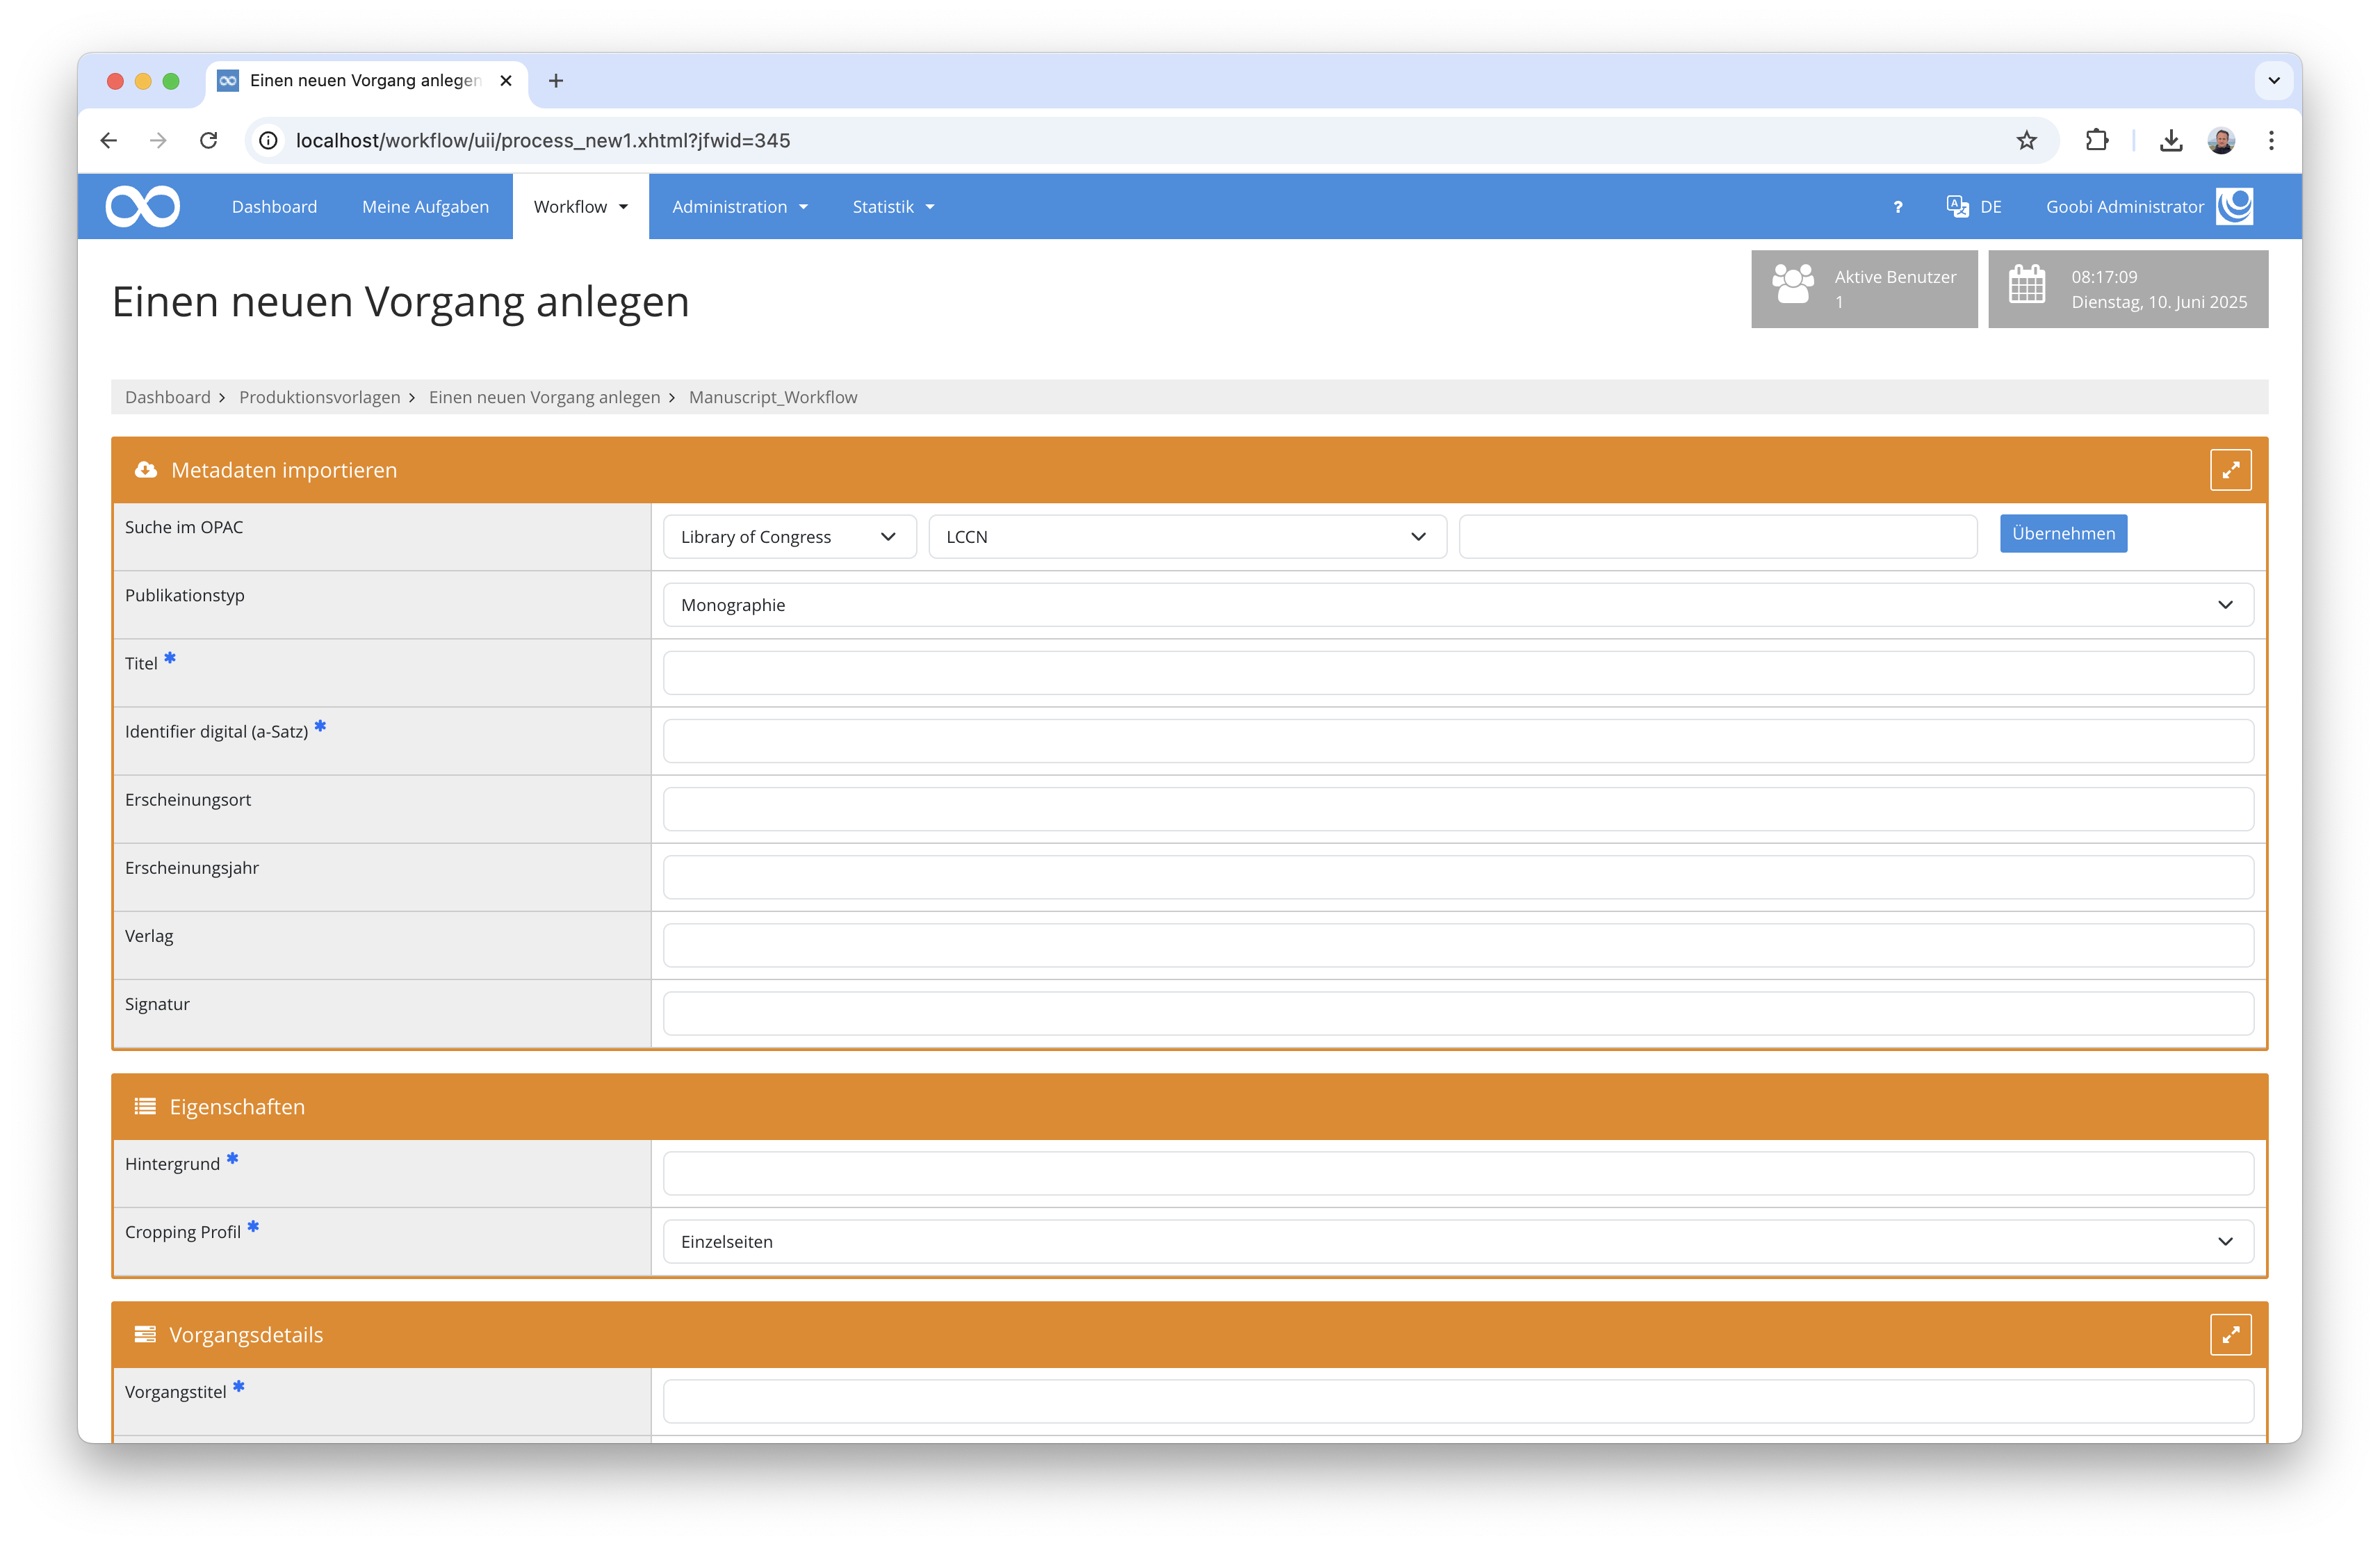 Einen neuen Vorgang anlegen
localhost/workflow/uii/process_new1.xhtml?jfwid=345
Dashboard Meine Aufgaben Workflow Administration Statistik ? DE Goobi Administrator
Einen neuen Vorgang anlegen
Aktive Benutzer
1
08:17:09
Dienstag, 10. Juni 2025
Dashboard > Produktionsvorlagen > Einen neuen Vorgang anlegen > Manuscript_Workflow
Metadaten importieren
Suche im OPAC Library of Congress LCCN Übernehmen
Publikationstyp Monographie
Titel *
Identifier digital (a-Satz) *
Erscheinungsort
Erscheinungsjahr
Verlag
Signatur
Eigenschaften
Hintergrund *
Cropping Profil * Einzelseiten
Vorgangsdetails
Vorgangstitel *